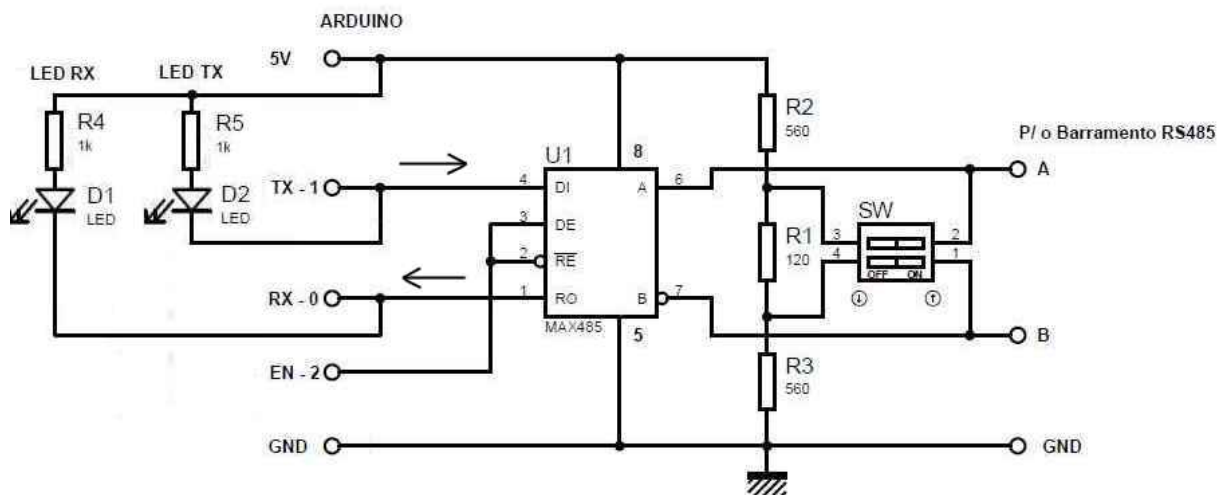 ARDUINO
5V
LED RX
LED TX
R4
1k
R5
1k
D1
LED
D2
LED
TX - 1
RX - 0
EN - 2
GND
U1
8
4
DI
A
6
3
DE
2
RE
1
RO
B
7
MAX485
5
R2
560
R1
120
R3
560
SW
3
4
2
1
OFF
ON
P/ o Barramento RS485
A
B
GND